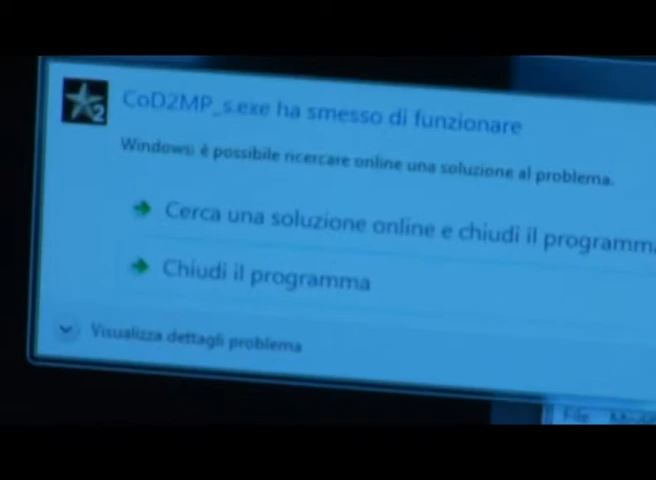 CoD2MP_s.exe ha smesso di funzionare
Windows: è possibile ricercare online una soluzione al problema.
Cerca una soluzione online e chiudi il programma
Chiudi il programma
Visualizza dettagli problema
File